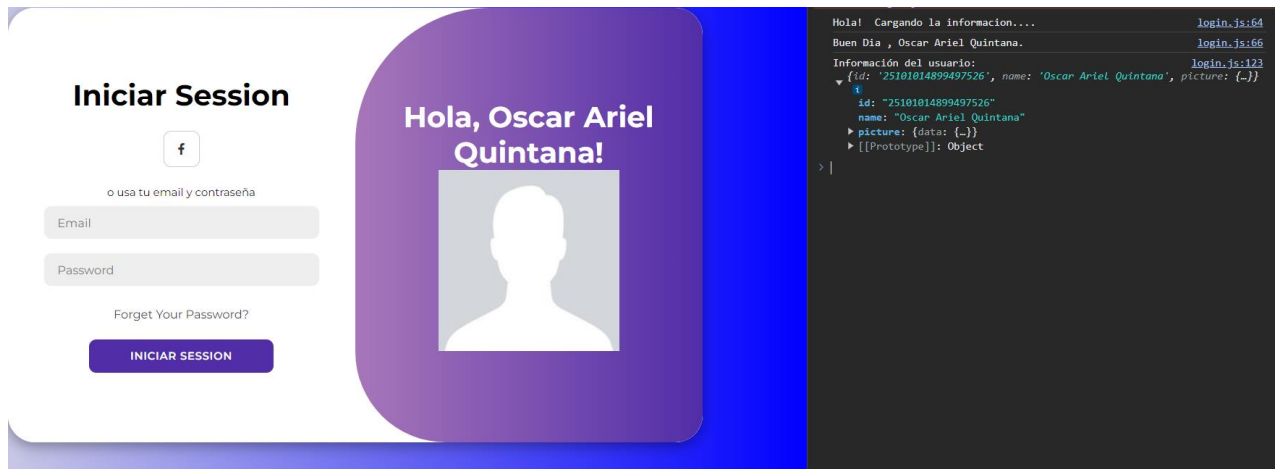 Iniciar Session
f
o usa tu email y contraseña
Email
Password
Forget Your Password?
INICIAR SESSION
Hola, Oscar Ariel
Quintana!
Hola!  Cargando la informacion.... login.js:64
Buen Dia , Oscar Ariel Quintana. login.js:66
Información del usuario: login.js:123
{id: '25101014899497526', name: 'Oscar Ariel Quintana', picture: {…}}
i
id: "25101014899497526"
name: "Oscar Ariel Quintana"
picture: {data: {…}}
[[Prototype]]: Object